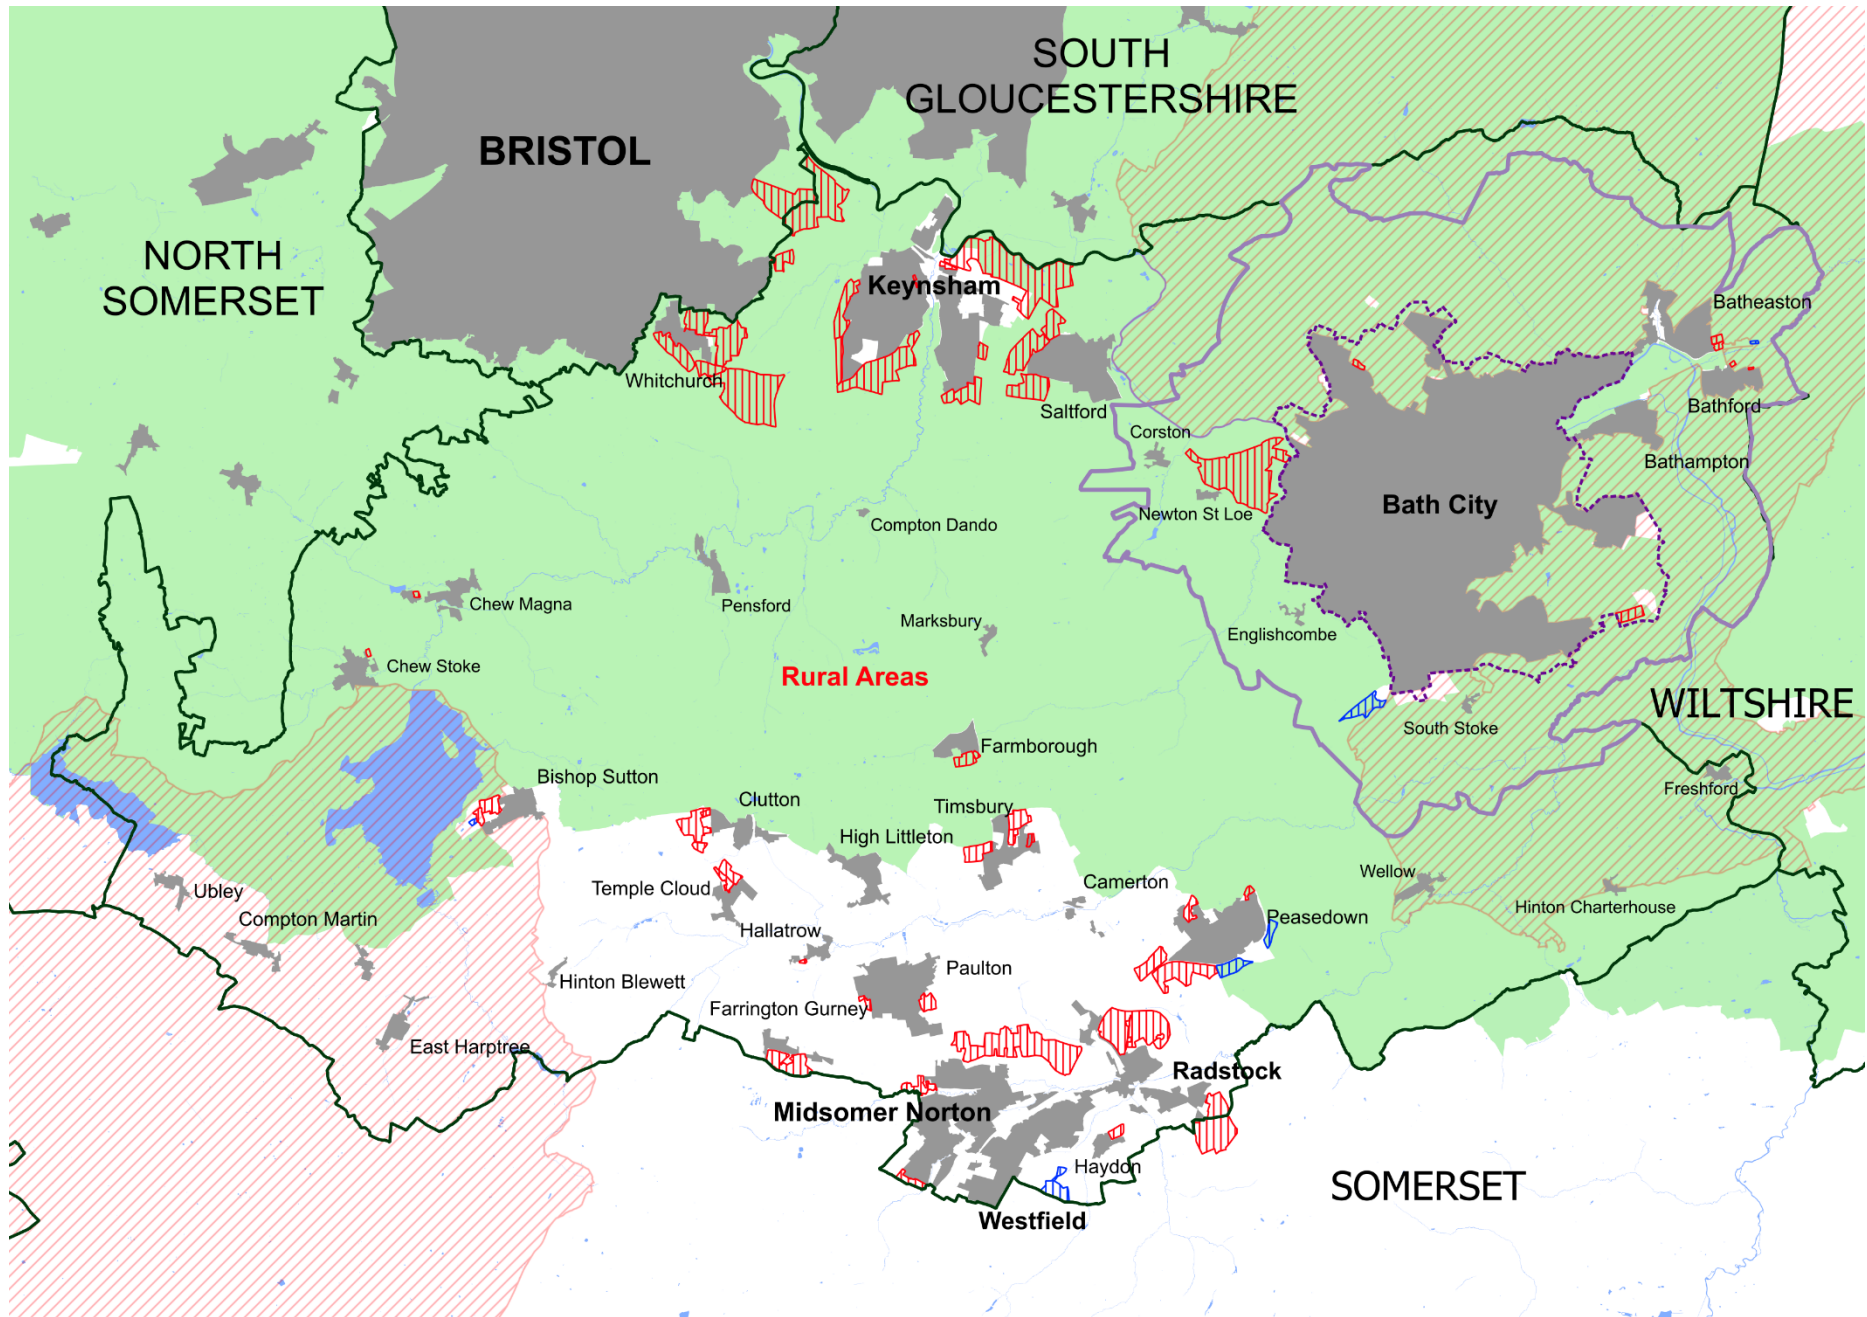 SOUTH
GLOUCESTERSHIRE
BRISTOL
NORTH
SOMERSET
Keynsham
Batheaston
Whitchurch
Saltford
Bathford
Corston
Bathampton
Bath City
Newton St Loe
Compton Dando
Chew Magna
Pensford
Marksbury
Englishcombe
Chew Stoke
Rural Areas
WILTSHIRE
South Stoke
Farmborough
Bishop Sutton
Freshford
Clutton
Timsbury
High Littleton
Wellow
Temple Cloud
Camerton
Ubley
Hinton Charterhouse
Compton Martin
Peasedown
Hallatrow
Paulton
Hinton Blewett
Farrington Gurney
East Harptree
Radstock
Midsomer Norton
Haydon
SOMERSET
Westfield